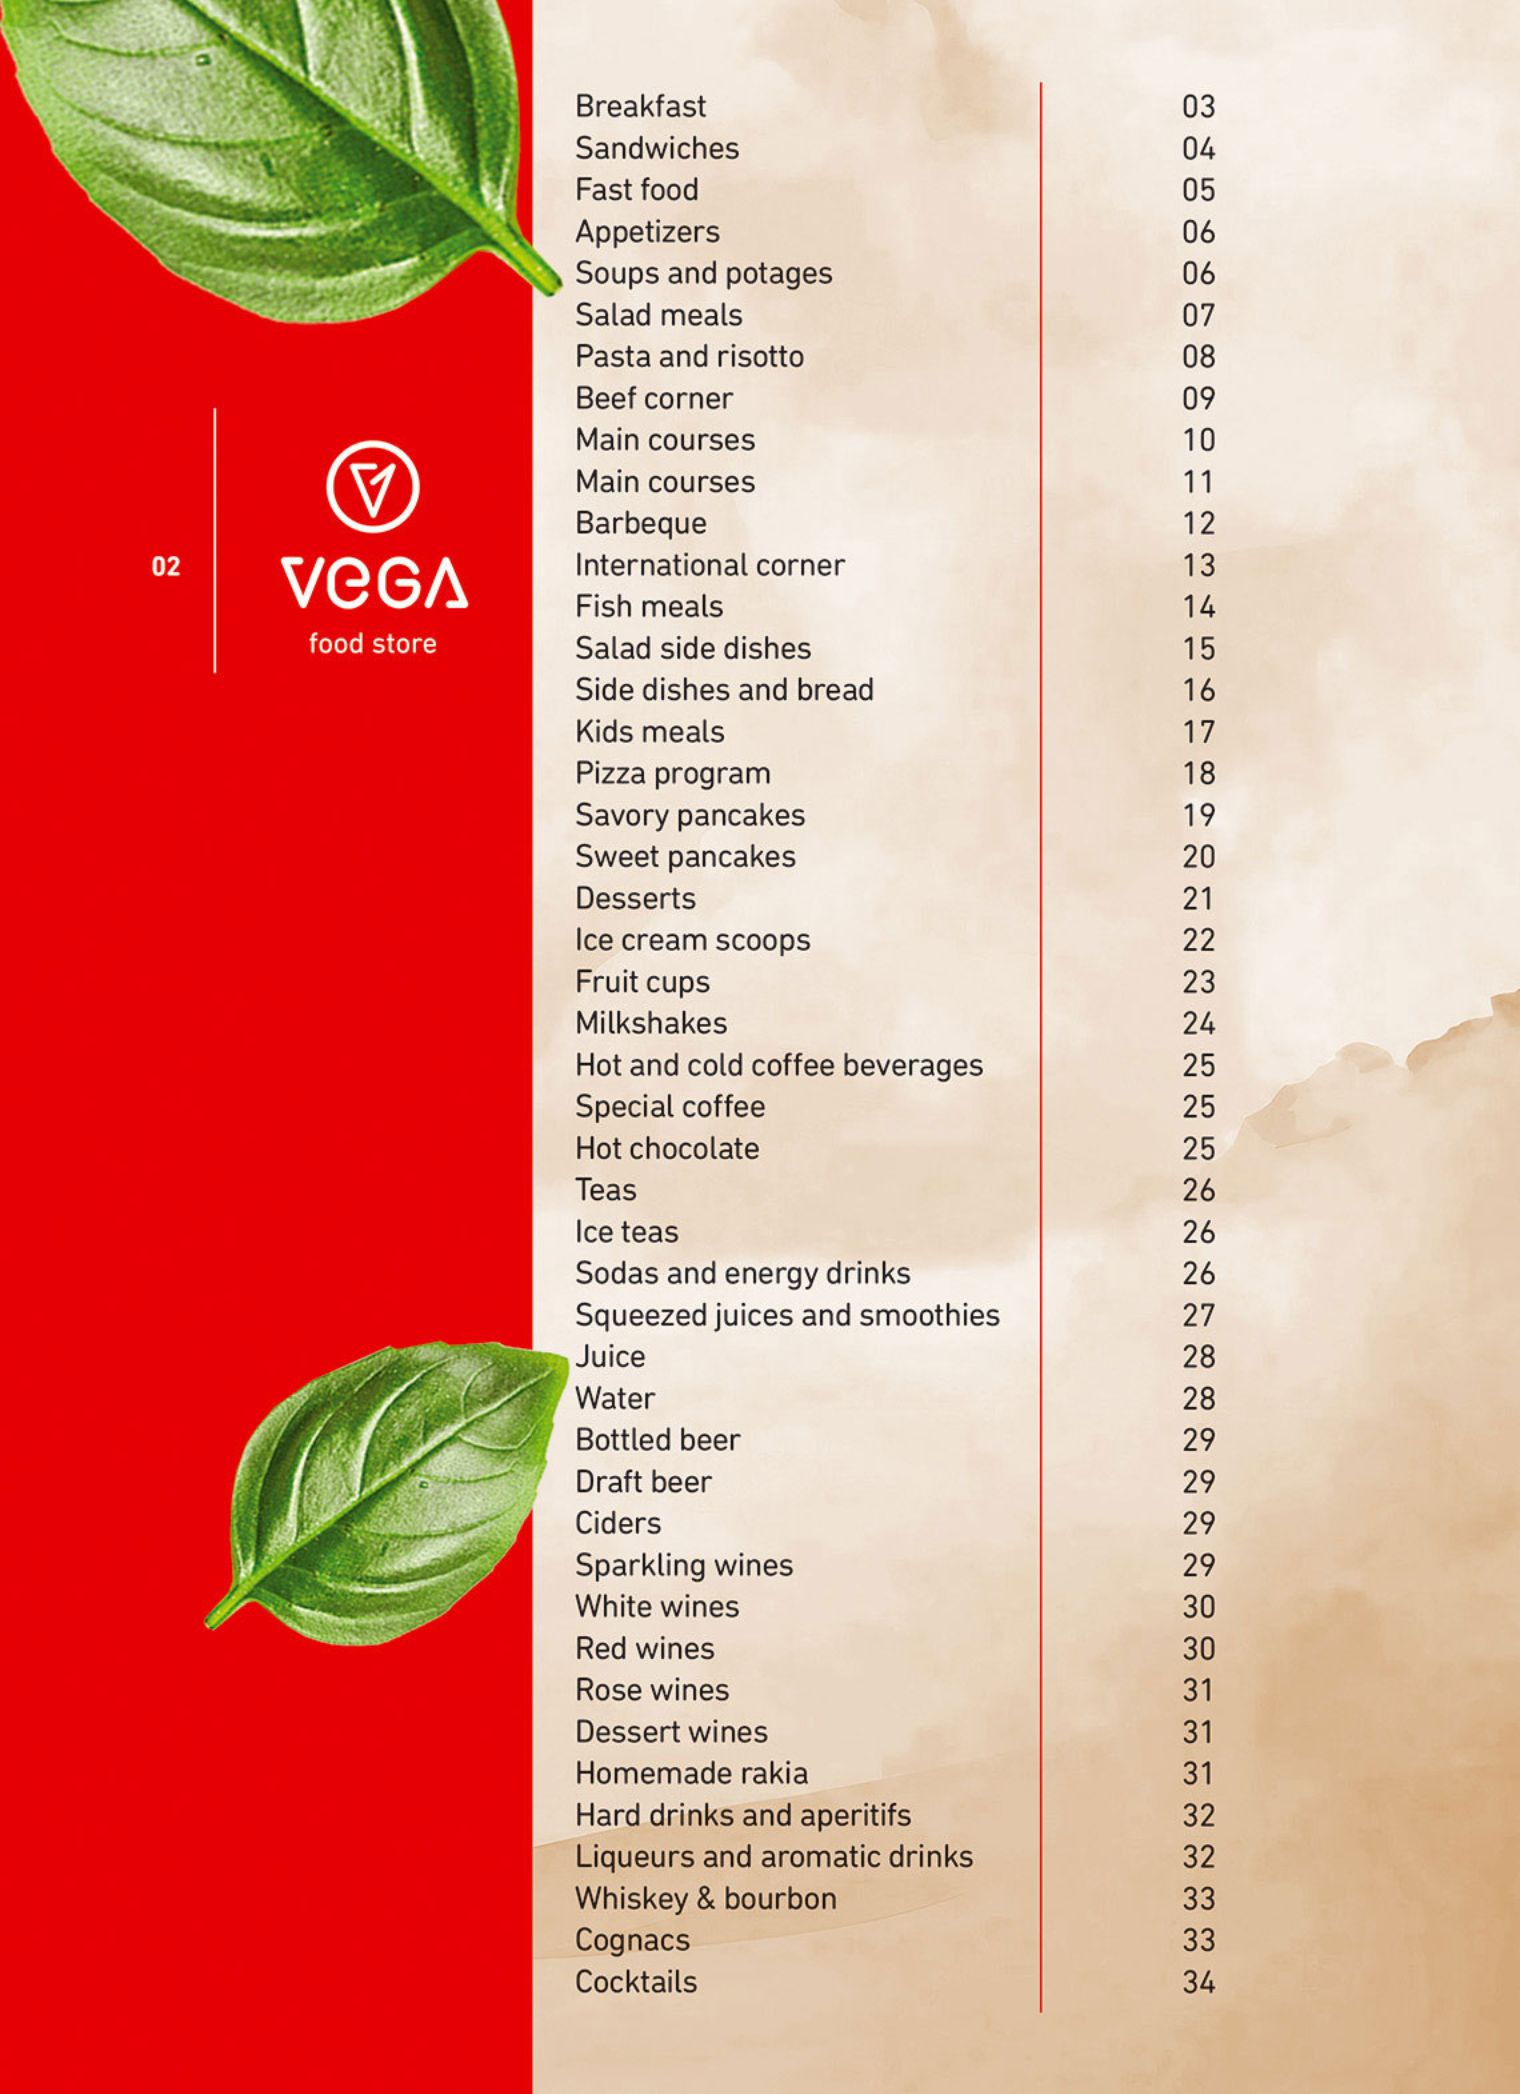 Breakfast 03
Sandwiches 04
Fast food 05
Appetizers 06
Soups and potages 06
Salad meals 07
Pasta and risotto 08
Beef corner 09
Main courses 10
Main courses 11
Barbeque 12
International corner 13
Fish meals 14
Salad side dishes 15
Side dishes and bread 16
Kids meals 17
Pizza program 18
Savory pancakes 19
Sweet pancakes 20
Desserts 21
Ice cream scoops 22
Fruit cups 23
Milkshakes 24
Hot and cold coffee beverages 25
Special coffee 25
Hot chocolate 25
Teas 26
Ice teas 26
Sodas and energy drinks 26
Squeezed juices and smoothies 27
Juice 28
Water 28
Bottled beer 29
Draft beer 29
Ciders 29
Sparkling wines 29
White wines 30
Red wines 30
Rose wines 31
Dessert wines 31
Homemade rakia 31
Hard drinks and aperitifs 32
Liqueurs and aromatic drinks 32
Whiskey & bourbon 33
Cognacs 33
Cocktails 34
02
VeGA
food store